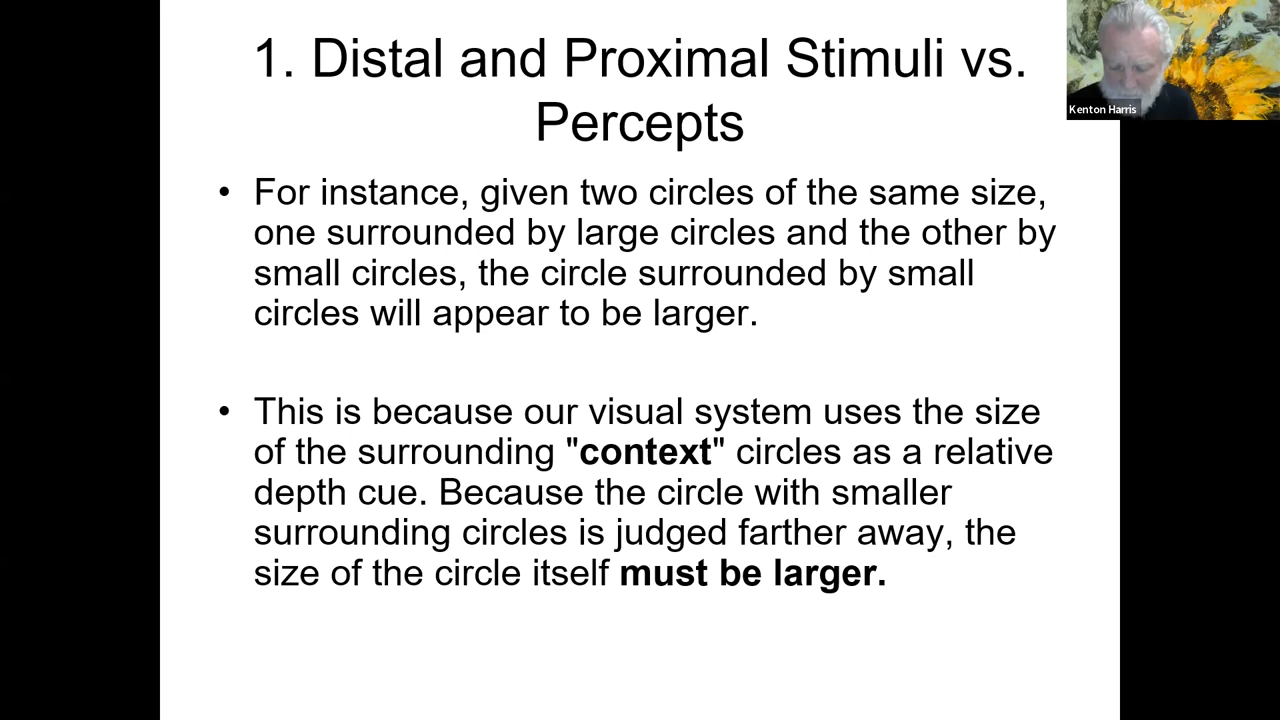 1. Distal and Proximal Stimuli vs.
Percepts
Kenton Harris
• For instance, given two circles of the same size,
one surrounded by large circles and the other by
small circles, the circle surrounded by small
circles will appear to be larger.
• This is because our visual system uses the size
of the surrounding "context" circles as a relative
depth cue. Because the circle with smaller
surrounding circles is judged farther away, the
size of the circle itself must be larger.